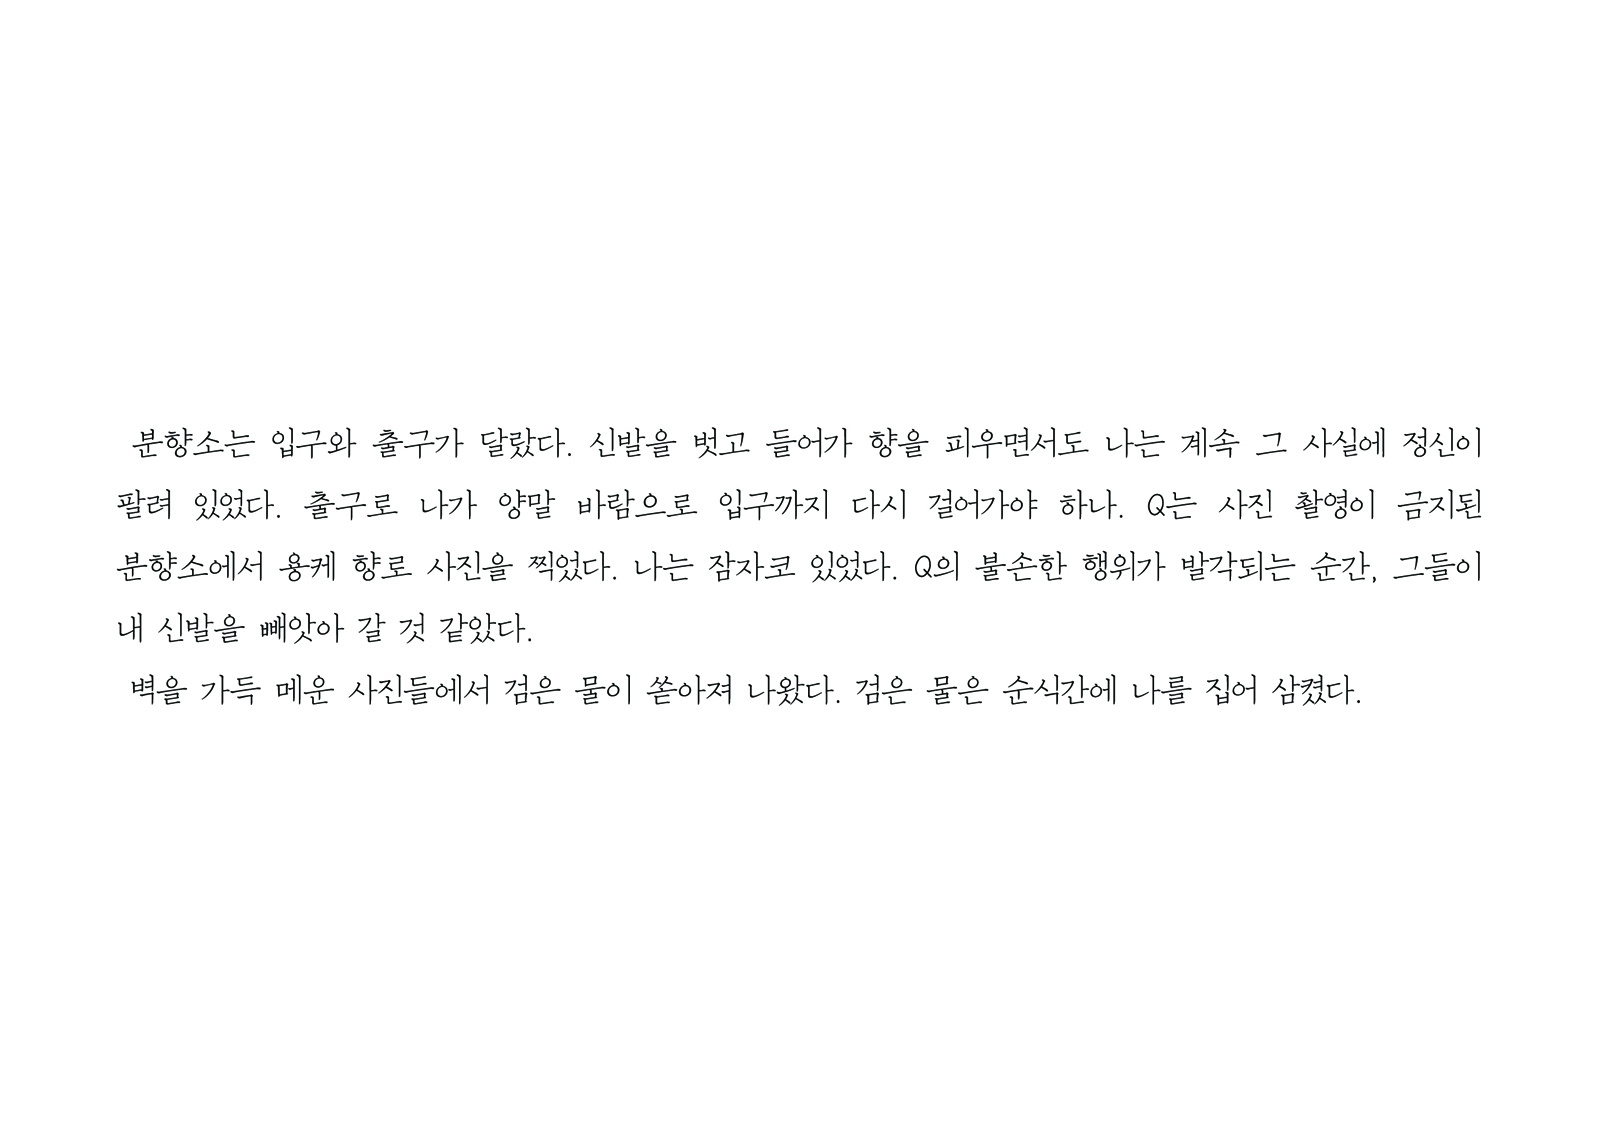 분향소는 입구와 출구가 달랐다. 신발을 벗고 들어가 향을 피우면서도 나는 계속 그 사실에 정신이
팔려 있었다. 출구로 나가 양말 바람으로 입구까지 다시 걸어가야 하나. Q는 사진 촬영이 금지된
분향소에서 용케 향로 사진을 찍었다. 나는 잠자코 있었다. Q의 불손한 행위가 발각되는 순간, 그들이
내 신발을 빼앗아 갈 것 같았다.
벽을 가득 메운 사진들에서 검은 물이 쏟아져 나왔다. 검은 물은 순식간에 나를 집어 삼켰다.